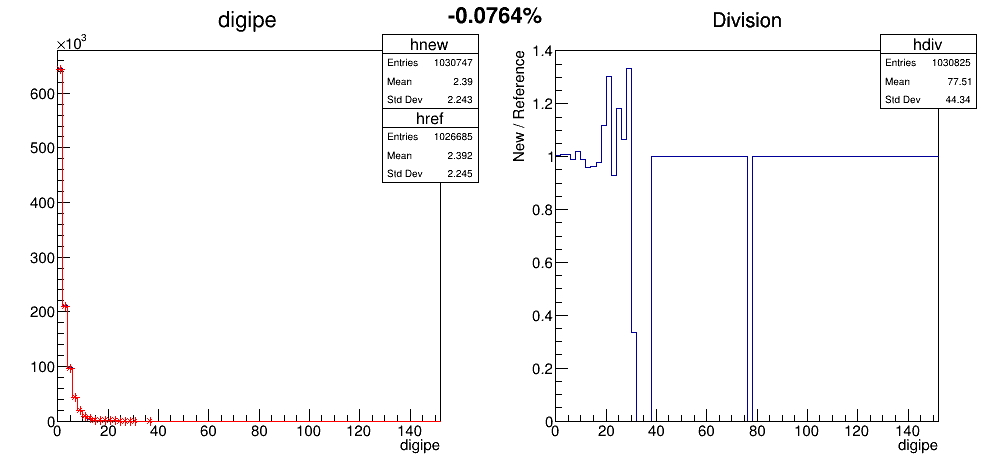 -0.0764%
digipe
×10³
hnew
Entries 1030747
Mean 2.39
Std Dev 2.243
href
Entries 1026685
Mean 2.392
Std Dev 2.245
600
500
400
300
200
100
0
0 20 40 60 80 100 120 140
digipe
Division
hdiv
Entries 1030825
Mean 77.51
Std Dev 44.34
New / Reference
1.4
1.2
1
0.8
0.6
0.4
0.2
0
0 20 40 60 80 100 120 140
digipe